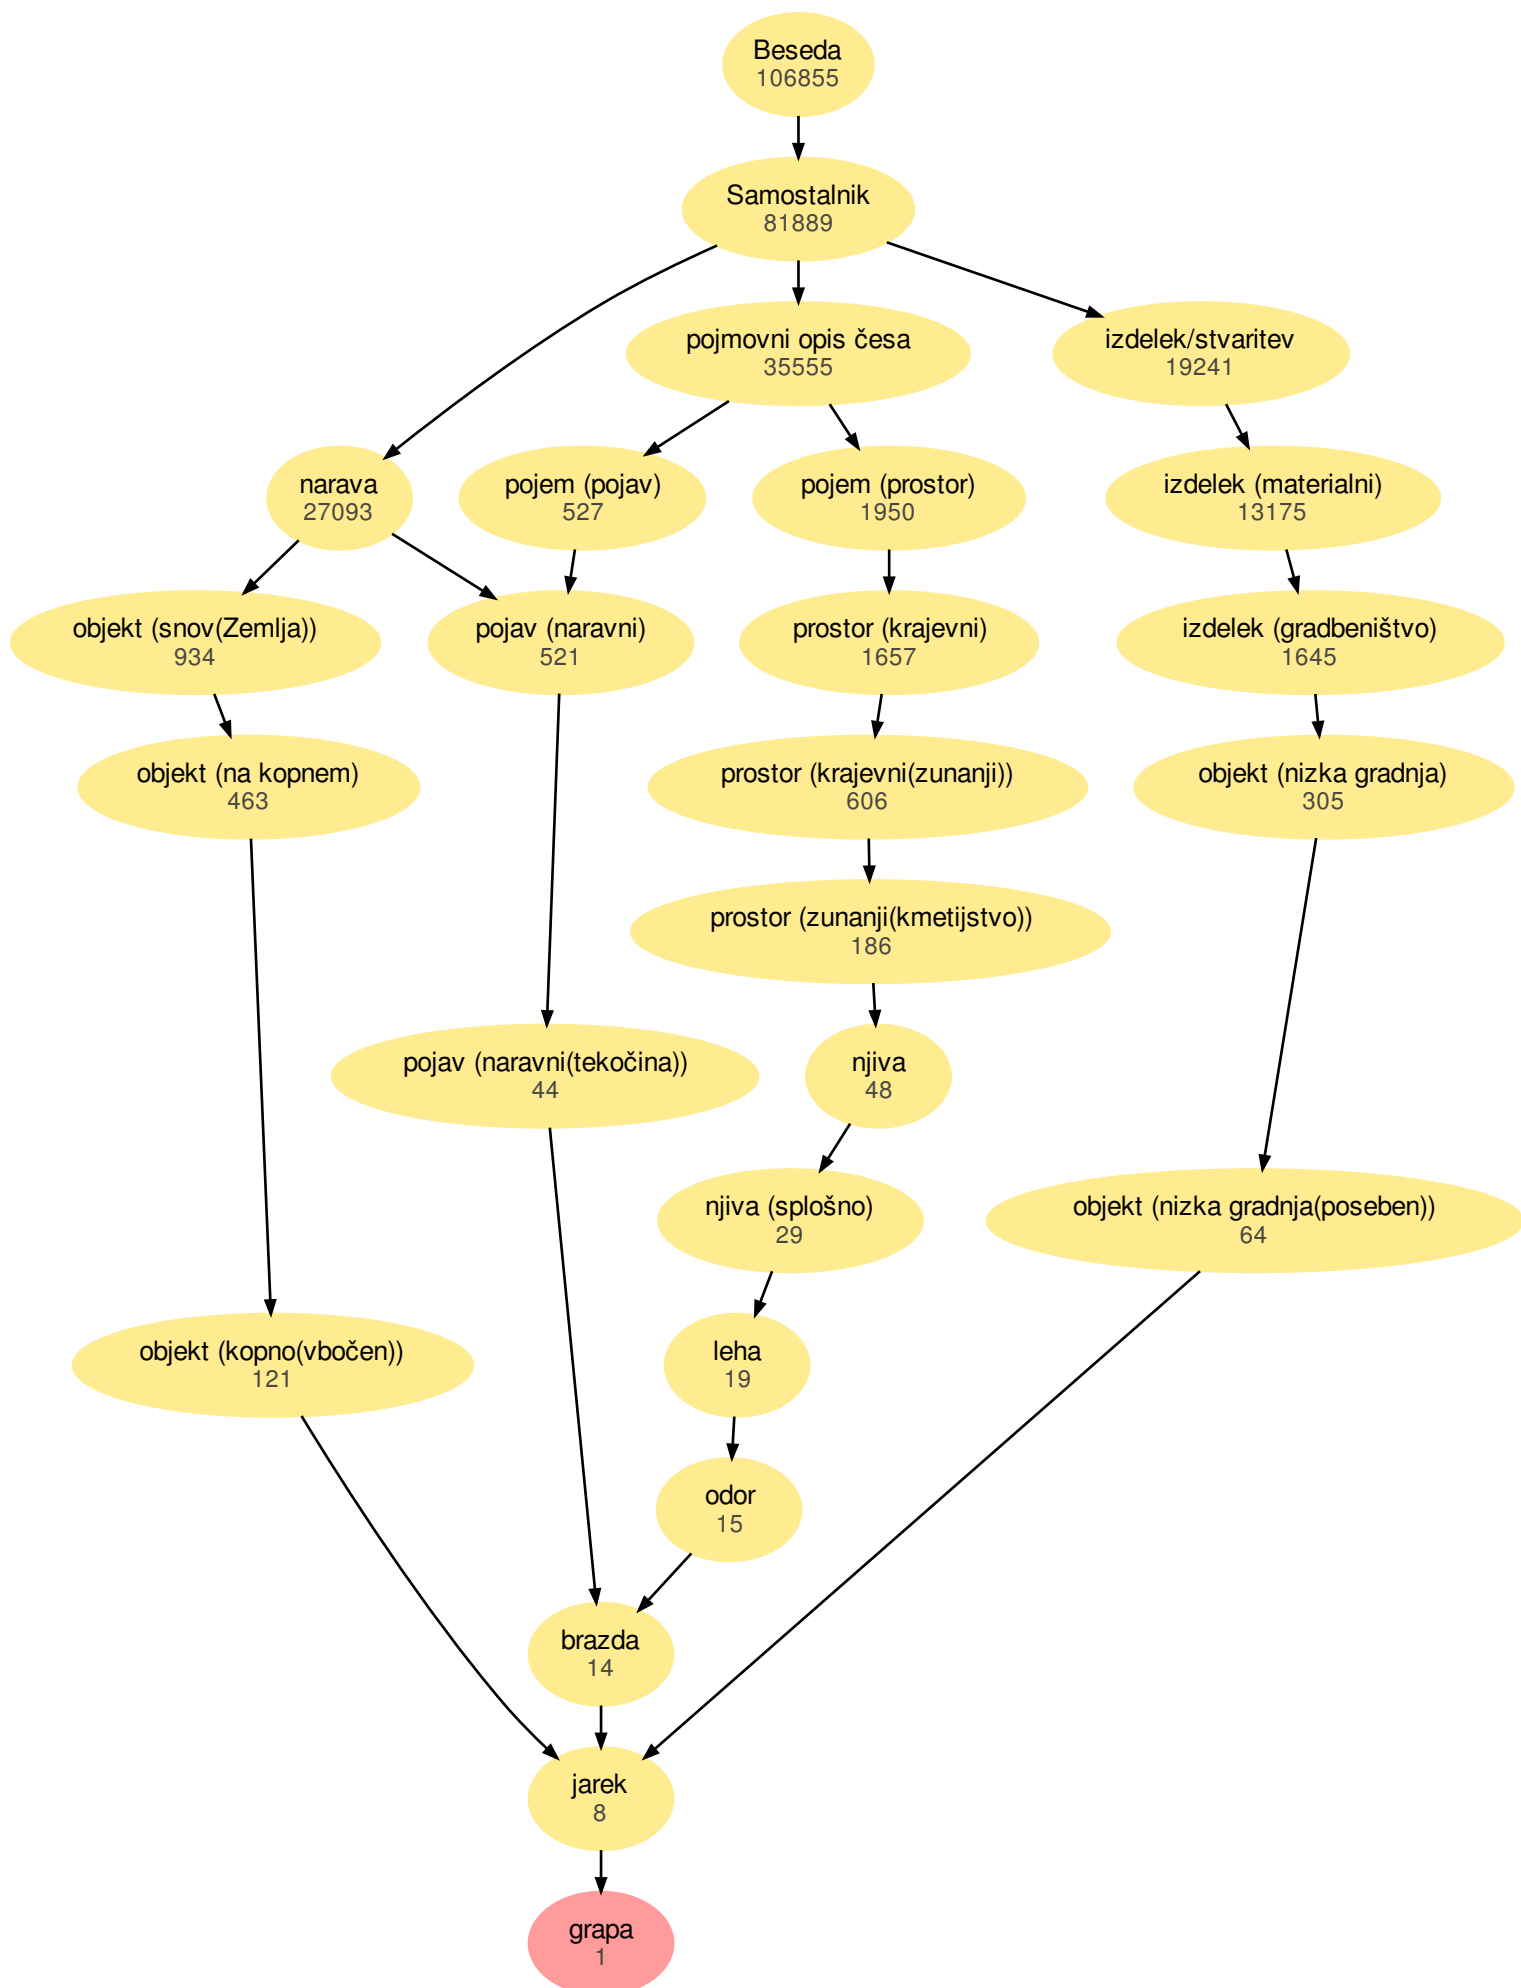 Beseda
106855
Samostalnik
81889
pojmovni opis česa
35555
izdelek/stvaritev
19241
narava
27093
pojem (pojav)
527
pojem (prostor)
1950
izdelek (materialni)
13175
objekt (snov(Zemlja))
934
pojav (naravni)
521
prostor (krajevni)
1657
izdelek (gradbeništvo)
1645
objekt (na kopnem)
463
prostor (krajevni(zunanji))
606
objekt (nizka gradnja)
305
prostor (zunanji(kmetijstvo))
186
pojav (naravni(tekočina))
44
njiva
48
njiva (splošno)
29
objekt (nizka gradnja(poseben))
64
objekt (kopno(vbočen))
121
leha
19
odor
15
brazda
14
jarek
8
grapa
1